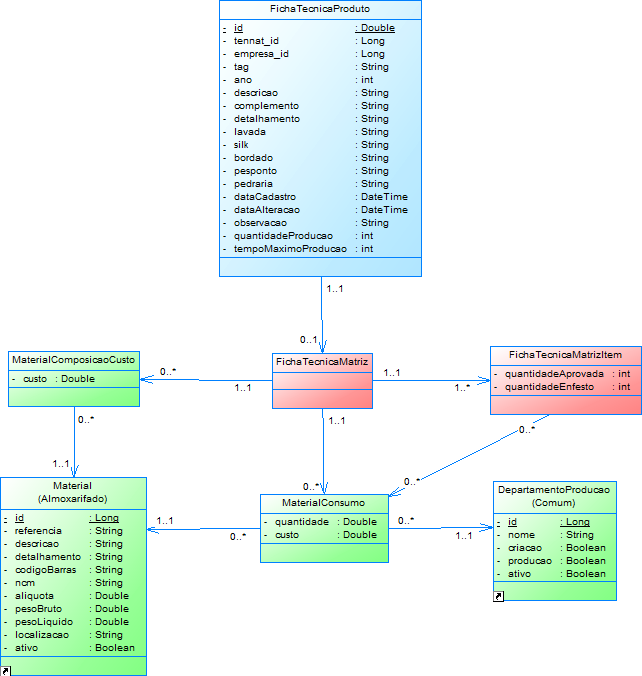 FichaTecnicaProduto
- id : Double
- tennat_id : Long
- empresa_id : Long
- tag : String
- ano : int
- descricao : String
- complemento : String
- detalhamento : String
- lavada : String
- silk : String
- bordado : String
- pesponto : String
- pedraria : String
- dataCadastro : DateTime
- dataAlteracao : DateTime
- observacao : String
- quantidadeProducao : int
- tempoMaximoProducao : int
1..1
0..1
MaterialComposicaoCusto
- custo : Double
0..*
1..1
FichaTecnicaMatriz
1..1
1..*
FichaTecnicaMatrizItem
- quantidadeAprovada : int
- quantidadeEnfesto : int
0..*
1..1
1..1
0..*
0..*
0..*
Material
(Almoxarifado)
- id : Long
- referencia : String
- descricao : String
- detalhamento : String
- codigoBarras : String
- ncm : String
- aliquota : Double
- pesoBruto : Double
- pesoLiquido : Double
- localizacao : String
- ativo : Boolean
1..1
0..*
MaterialConsumo
- quantidade : Double
- custo : Double
0..*
1..1
DepartamentoProducao
(Comum)
- id : Long
- nome : String
- criacao : Boolean
- producao : Boolean
- ativo : Boolean